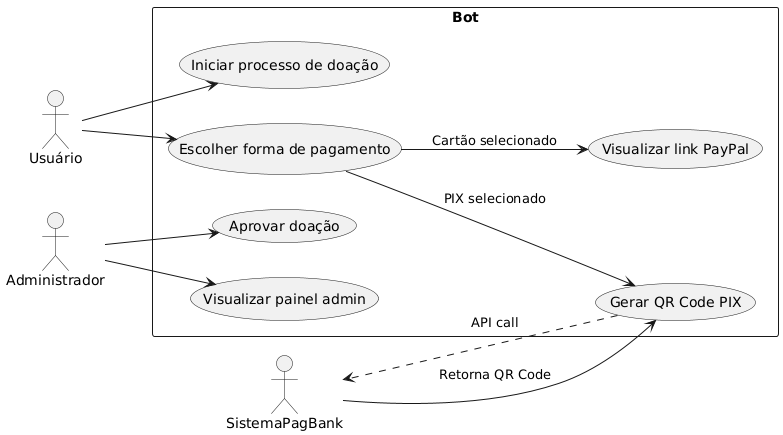 Bot
Iniciar processo de doação
Usuário
Escolher forma de pagamento
Cartão selecionado
Visualizar link PayPal
PIX selecionado
Aprovar doação
Administrador
Visualizar painel admin
Gerar QR Code PIX
API call
Retorna QR Code
SistemaPagBank